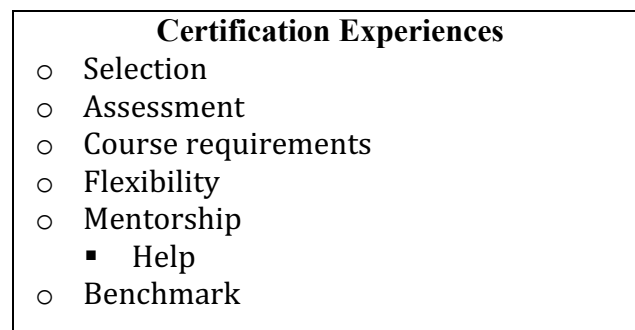 Certification Experiences
o Selection
o Assessment
o Course requirements
o Flexibility
o Mentorship
▪ Help
o Benchmark